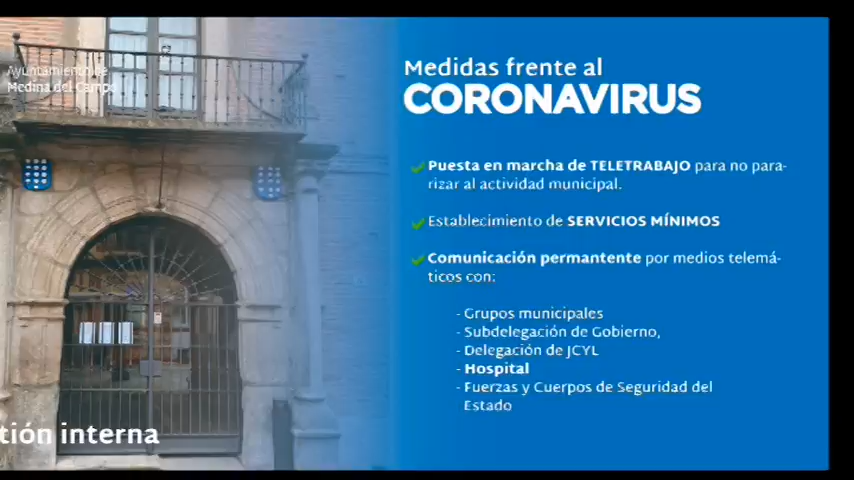 Ayuntamiento de
Medina del Campo
Medidas frente al
CORONAVIRUS
Puesta en marcha de TELETRABAJO para no para-
rizar al actividad municipal.
Establecimiento de SERVICIOS MÍNIMOS
Comunicación permantente por medios telemá-
ticos con:
- Grupos municipales
- Subdelegación de Gobierno,
- Delegación de JCYL
- Hospital
- Fuerzas y Cuerpos de Seguridad del
Estado
tión interna